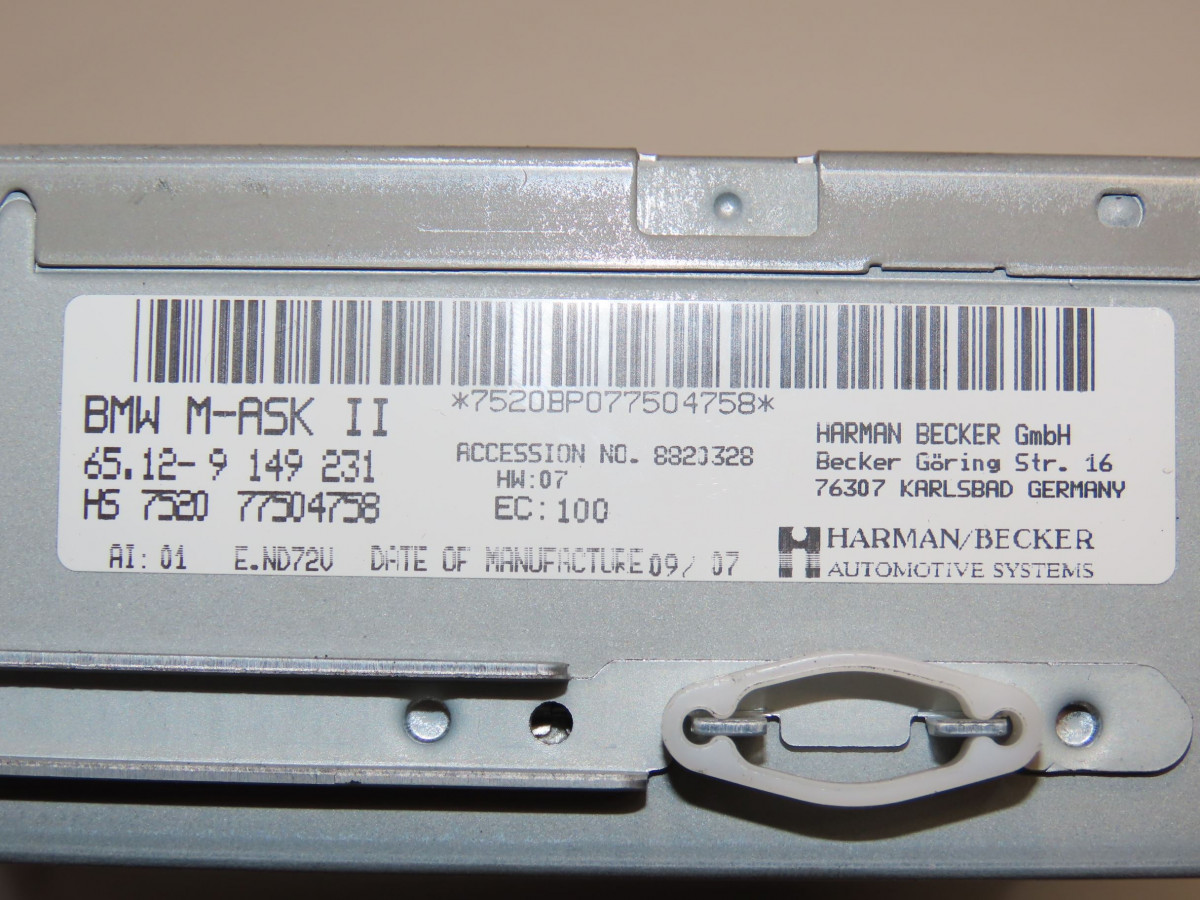 *7520BP077504758*
BMW M-ASK II
65.12-9 149 231
HS 7520 77504758
ACCESSION NO. 8820328
HW:07
EC:100
HARMAN BECKER GmbH
Becker Göring Str. 16
76307 KARLSBAD GERMANY
AI: 01 E.ND72V DATE OF MANUFACTURE 09/ 07
HARMAN/BECKER
AUTOMOTIVE SYSTEMS